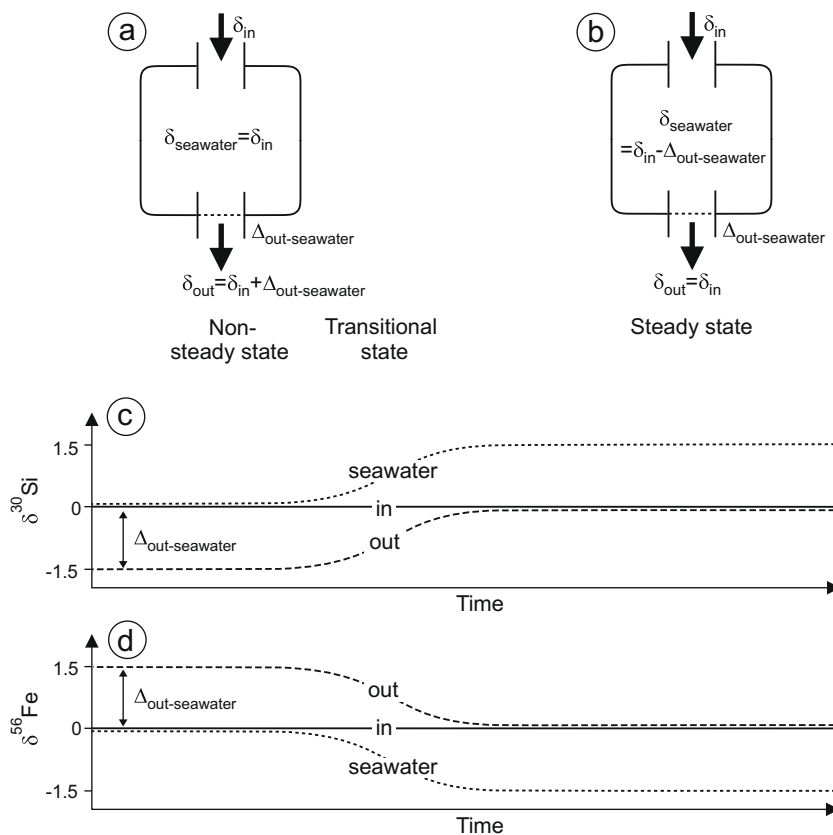 a
δin
δseawater=δin
Δout-seawater
δout=δin+Δout-seawater
b
δin
δseawater
=δin-Δout-seawater
Δout-seawater
δout=δin
Non-
steady state
Transitional
state
Steady state
c
δ30Si
1.5
0
-1.5
seawater
in
out
Δout-seawater
Time
d
δ56Fe
1.5
0
-1.5
out
in
seawater
Δout-seawater
Time